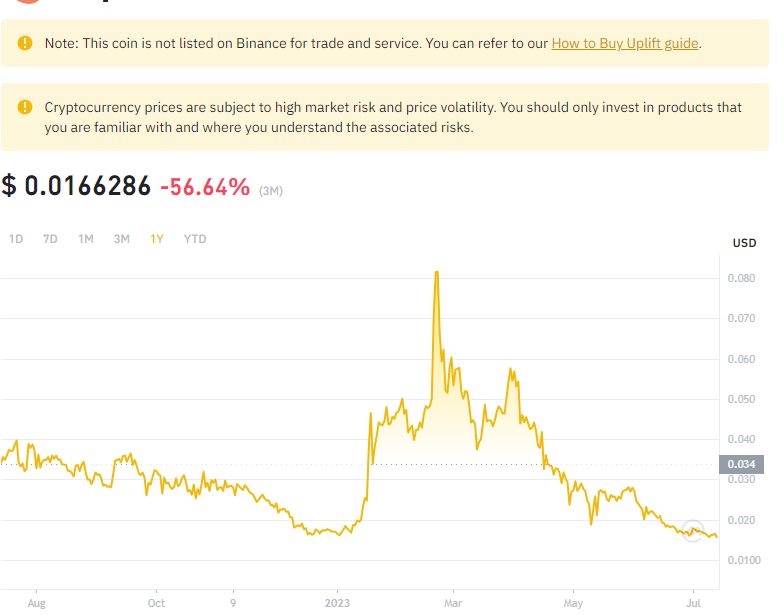 Note: This coin is not listed on Binance for trade and service. You can refer to our How to Buy Uplift guide.
Cryptocurrency prices are subject to high market risk and price volatility. You should only invest in products that
you are familiar with and where you understand the associated risks.
$ 0.0166286 -56.64% (3M)
1D 7D 1M 3M 1Y YTD
USD
0.080
0.070
0.060
0.050
0.040
0.034
0.030
0.020
0.0100
Aug Oct 9 2023 Mar May Jul